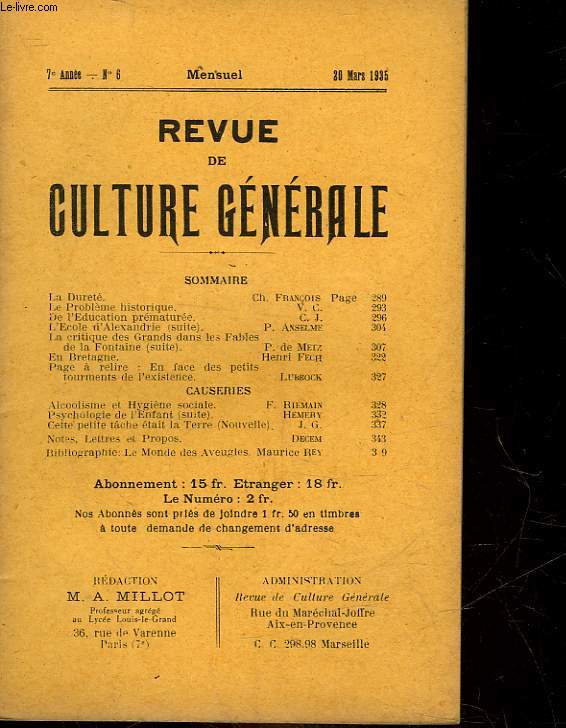 Le-livre.com
7e Année — No 6 Mensuel 20 Mars 1935
REVUE
DE
CULTURE GÉNÉRALE
SOMMAIRE
La Dureté. Ch. FRANÇOIS Page 289
Le Problème historique. V. C. 293
De l'Education prématurée. C. J. 296
L'Ecole d'Alexandrie (suite). P. ANSELME 304
La critique des Grands dans les Fables
de la Fontaine (suite). P. de METZ 307
En Bretagne. Henri FECH 322
Page à relire : En face des petits
tourments de l'existence. LUBBOCK 327
CAUSERIES
Alcoolisme et Hygiène sociale. F. RIEMAIN 328
Psychologie de l'Enfant (suite). HEMERY 332
Cette petite tâche était la Terre (Nouvelle). J. G. 337
Notes, Lettres et Propos. DECEM 343
Bibliographie: Le Monde des Aveugles. Maurice REY 3 9
Abonnement : 15 fr. Etranger : 18 fr.
Le Numéro : 2 fr.
Nos Abonnés sont priés de joindre 1 fr. 50 en timbres
à toute demande de changement d'adresse
RÉDACTION
M. A. MILLOT
Professeur agrégé
au Lycée Louis-le-Grand
36, rue de Varenne
Paris (7e)
ADMINISTRATION
Revue de Culture Générale
Rue du Maréchal-Joffre
Aix-en-Provence
C. C. 298.98 Marseille